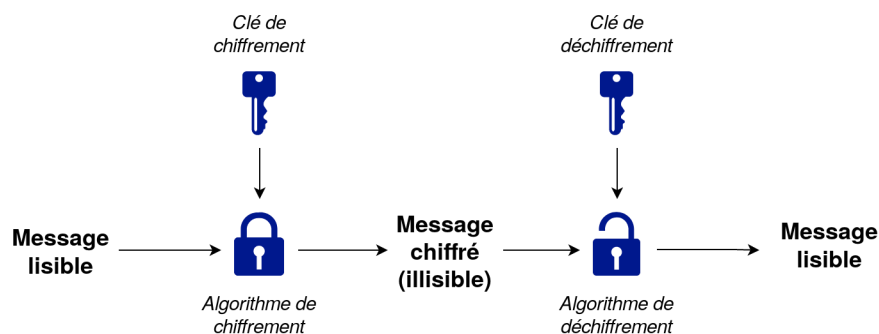 Clé de
chiffrement
Clé de
déchiffrement
Message
lisible
Message
chiffré
(illisible)
Message
lisible
Algorithme de
chiffrement
Algorithme de
déchiffrement